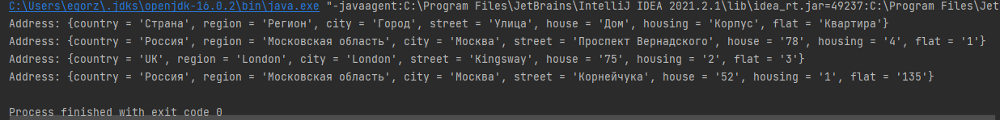 C:\Users\egorz\.jdks\openjdk-16.0.2\bin\java.exe "-javaagent:C:\Program Files\JetBrains\IntelliJ IDEA 2021.2.1\lib\idea_rt.jar=49237:C:\Program Files\Jet
Address: {country = 'Страна', region = 'Регион', city = 'Город', street = 'Улица', house = 'Дом', housing = 'Корпус', flat = 'Квартира'}
Address: {country = 'Россия', region = 'Московская область', city = 'Москва', street = 'Проспект Вернадского', house = '78', housing = '4', flat = '1'}
Address: {country = 'UK', region = 'London', city = 'London', street = 'Kingsway', house = '75', housing = '2', flat = '3'}
Address: {country = 'Россия', region = 'Московская область', city = 'Москва', street = 'Корнейчука', house = '52', housing = '1', flat = '135'}
Process finished with exit code 0